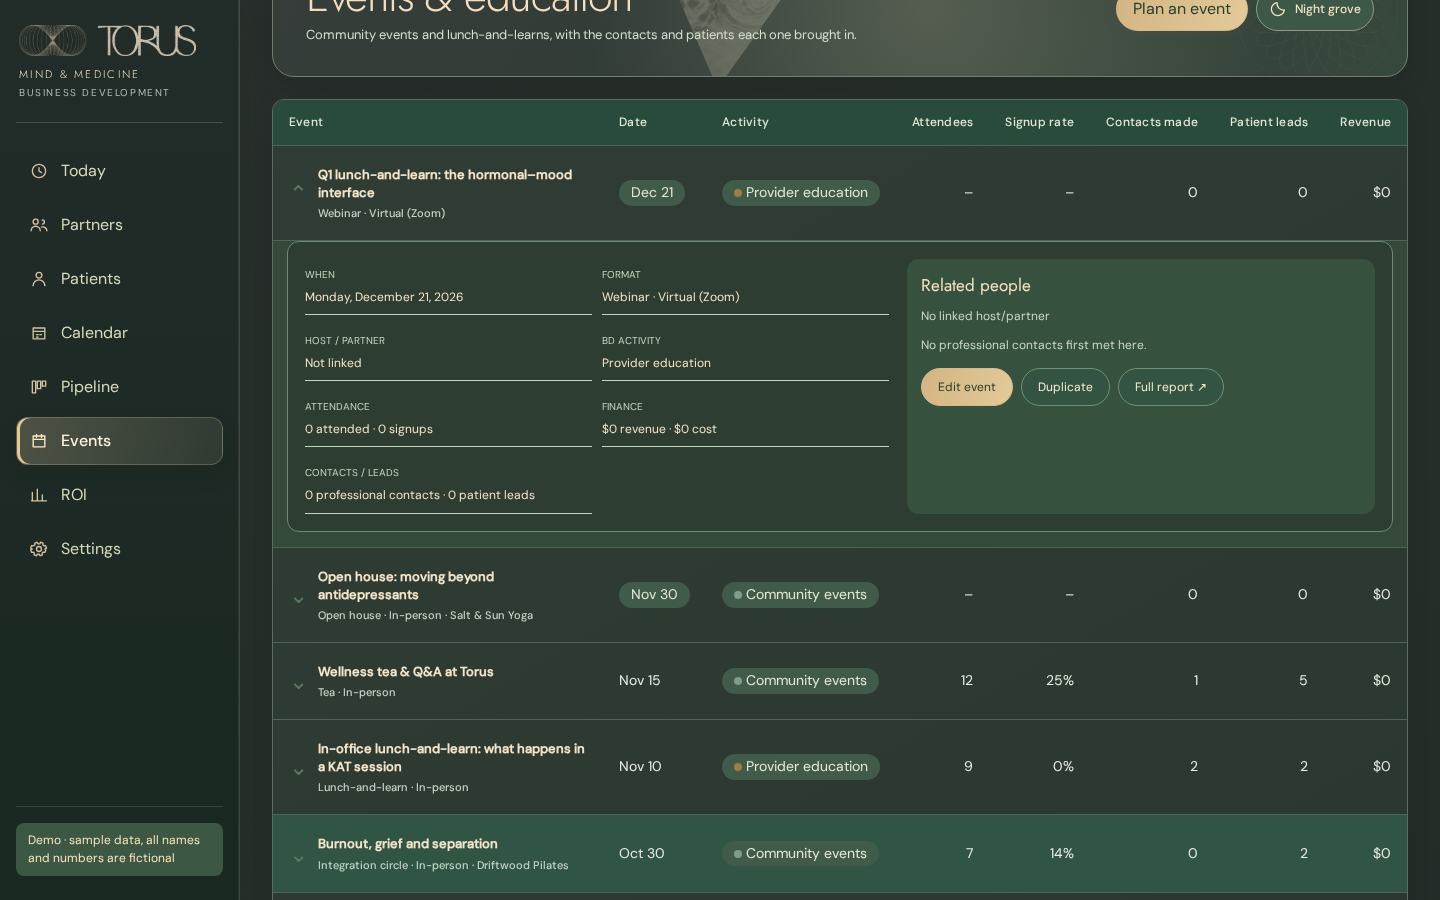 TORUS
MIND & MEDICINE
BUSINESS DEVELOPMENT
Today
Partners
Patients
Calendar
Pipeline
Events
ROI
Settings
Demo · sample data, all names
and numbers are fictional
Events & education
Community events and lunch-and-learns, with the contacts and patients each one brought in.
Plan an event
Night grove
Event Date Activity Attendees Signup rate Contacts made Patient leads Revenue
Q1 lunch-and-learn: the hormonal–mood
interface
Webinar · Virtual (Zoom)
Dec 21 Provider education – – 0 0 $0
WHEN
Monday, December 21, 2026
FORMAT
Webinar · Virtual (Zoom)
HOST / PARTNER
Not linked
BD ACTIVITY
Provider education
ATTENDANCE
0 attended · 0 signups
FINANCE
$0 revenue · $0 cost
CONTACTS / LEADS
0 professional contacts · 0 patient leads
Related people
No linked host/partner
No professional contacts first met here.
Edit event Duplicate Full report ↗
Open house: moving beyond
antidepressants
Open house · In-person · Salt & Sun Yoga
Nov 30 Community events – – 0 0 $0
Wellness tea & Q&A at Torus
Tea · In-person
Nov 15 Community events 12 25% 1 5 $0
In-office lunch-and-learn: what happens in
a KAT session
Lunch-and-learn · In-person
Nov 10 Provider education 9 0% 2 2 $0
Burnout, grief and separation
Integration circle · In-person · Driftwood Pilates
Oct 30 Community events 7 14% 0 2 $0